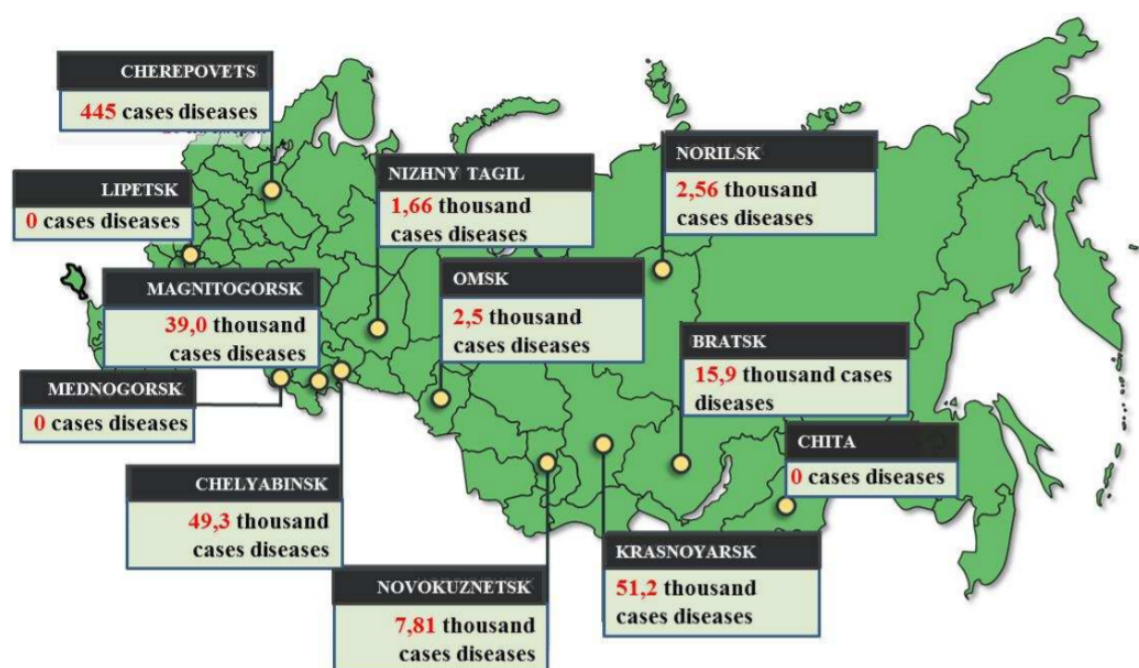 CHEREPOVETS
445 cases diseases
LIPETSK
0 cases diseases
NIZHNY TAGIL
1,66 thousand
cases diseases
NORILSK
2,56 thousand
cases diseases
MAGNITOGORSK
39,0 thousand
cases diseases
OMSK
2,5 thousand
cases diseases
BRATSK
15,9 thousand cases
diseases
MEDNOGORSK
0 cases diseases
CHITA
0 cases diseases
CHELYABINSK
49,3 thousand
cases diseases
KRASNOYARSK
51,2 thousand
cases diseases
NOVOKUZNETSK
7,81 thousand
cases diseases